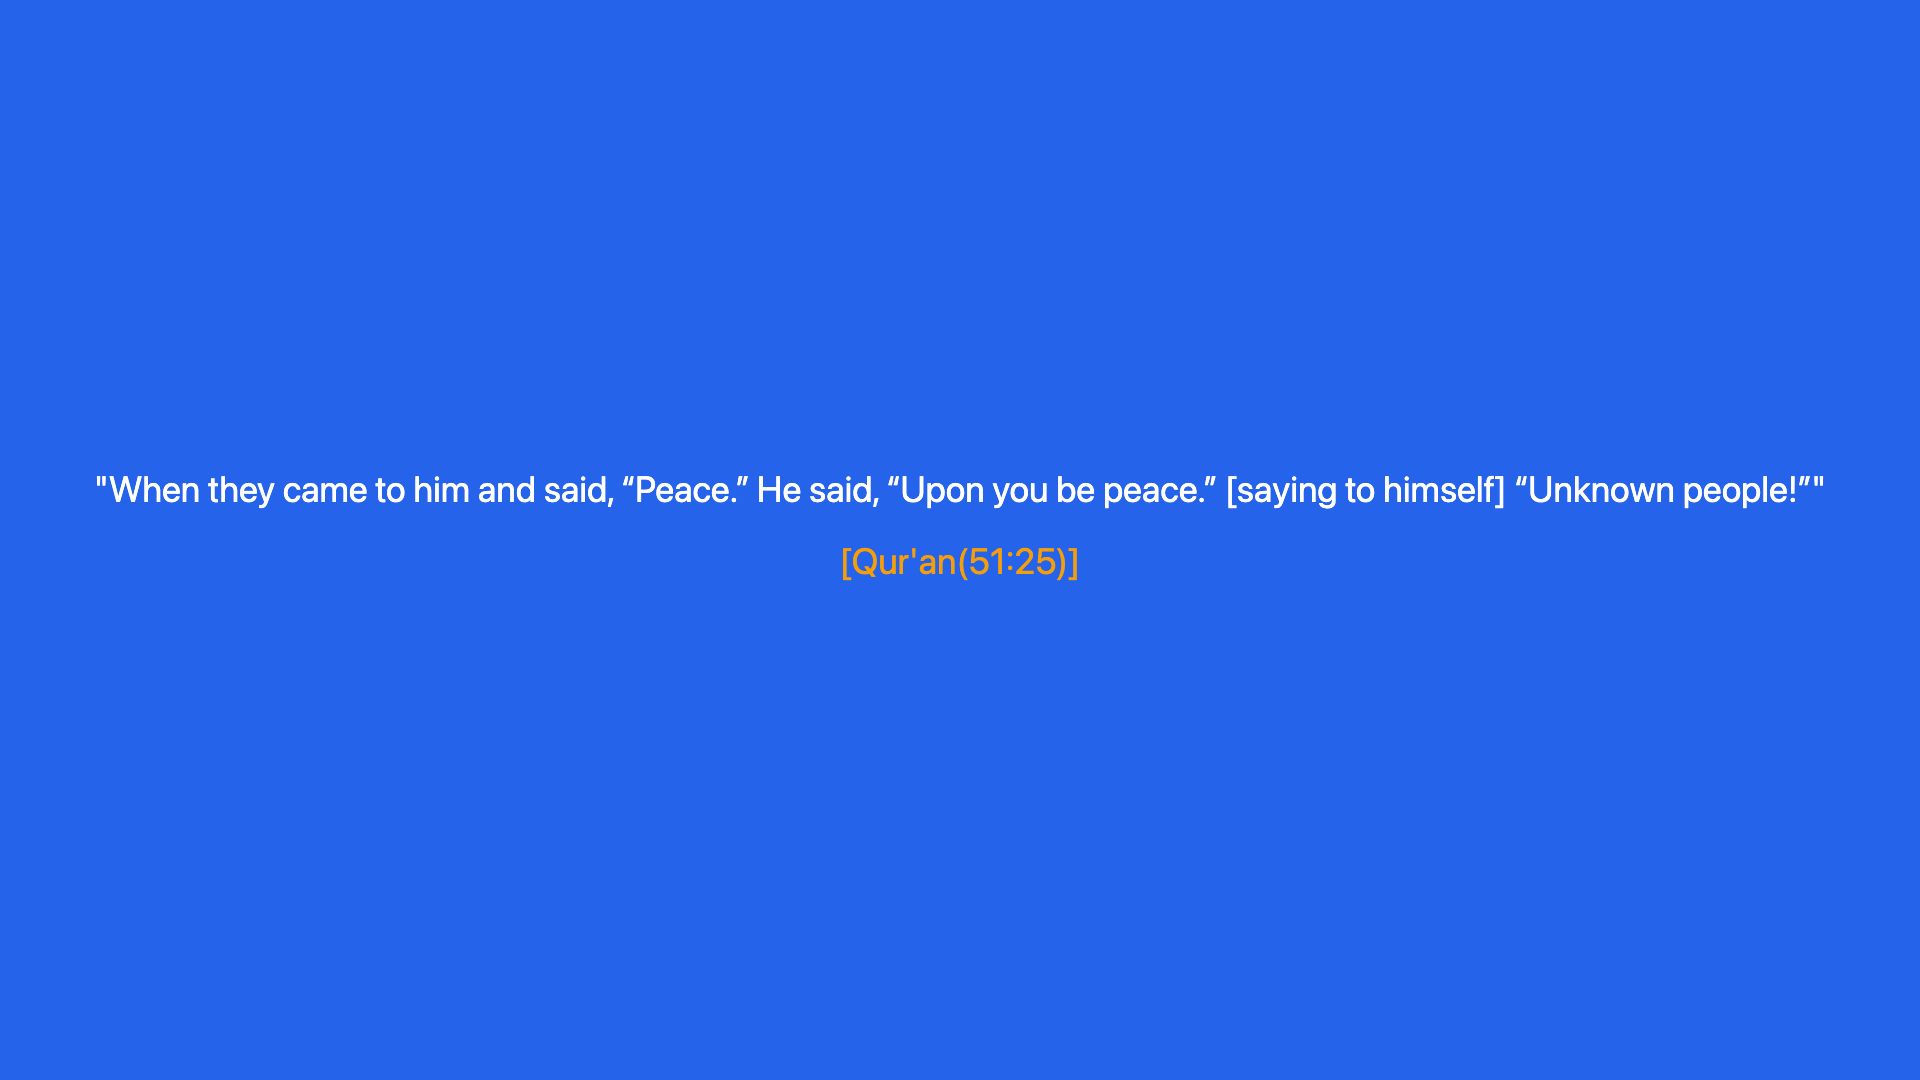 "When they came to him and said, “Peace.” He said, “Upon you be peace.” [saying to himself] “Unknown people!”"
[Qur'an(51:25)]